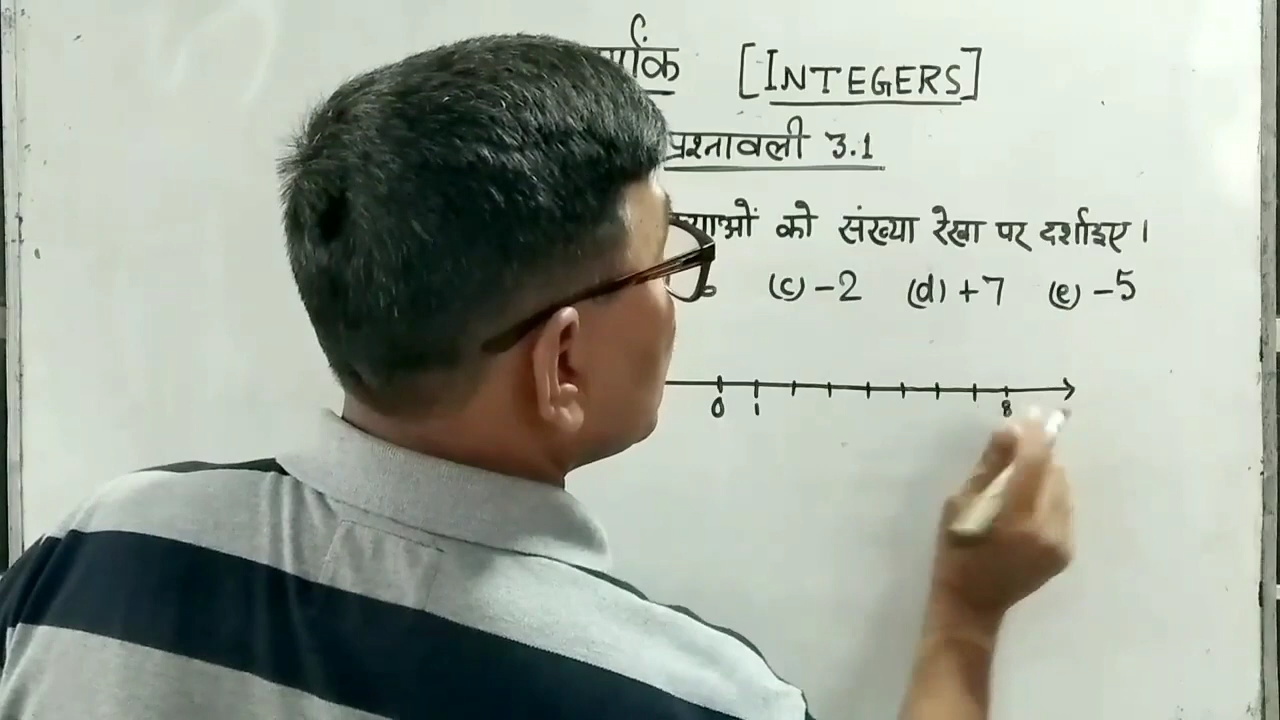 [INTEGERS]
प्रश्नावली 3.1
को संख्या रेखा पर दर्शाइए ।
(c) -2 (d) +7 (e) -5
0 1 8